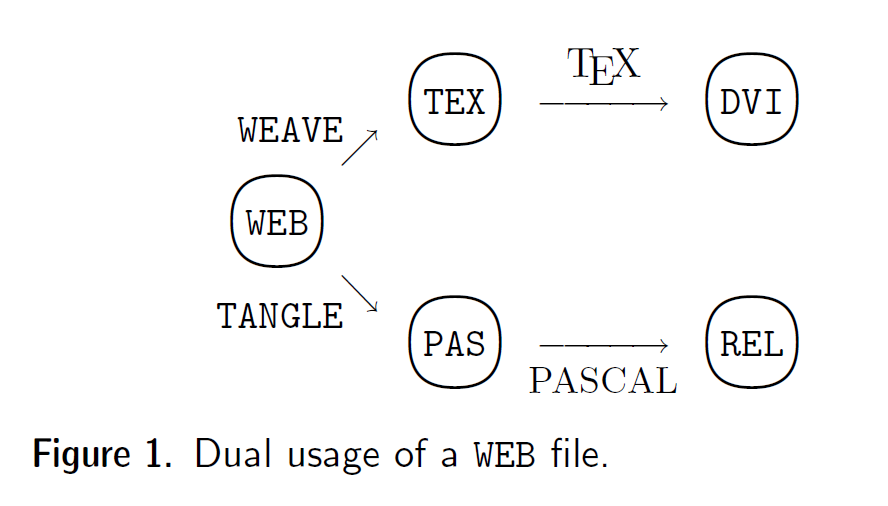 TEX
TEX
DVI
WEAVE
WEB
TANGLE
PAS
REL
PASCAL
Figure 1. Dual usage of a WEB file.